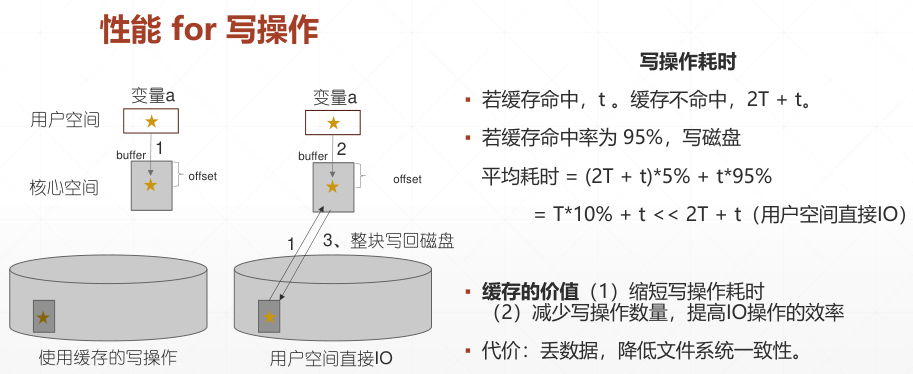 性能 for 写操作
变量a
变量a
用户空间
buffer
1
offset
核心空间
buffer
2
offset
1
3、整块写回磁盘
使用缓存的写操作
用户空间直接IO
写操作耗时
▪ 若缓存命中，t 。缓存不命中，2T + t。
▪ 若缓存命中率为 95%，写磁盘
平均耗时 = (2T + t)*5% + t*95%
= T*10% + t << 2T + t（用户空间直接IO）
▪ 缓存的价值（1）缩短写操作耗时
（2）减少写操作数量，提高IO操作的效率
▪ 代价：丢数据，降低文件系统一致性。